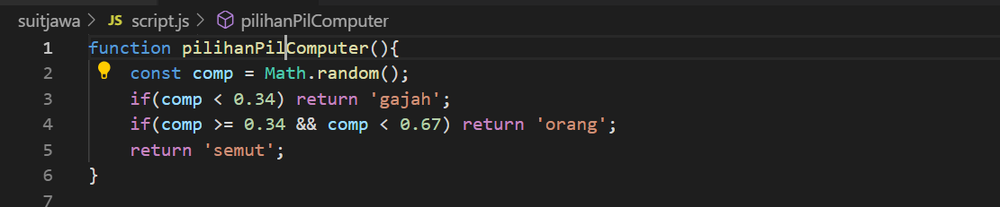 suitjawa > JS script.js > pilihanPilComputer
1 function pilihanPilComputer(){
2 const comp = Math.random();
3 if(comp < 0.34) return 'gajah';
4 if(comp >= 0.34 && comp < 0.67) return 'orang';
5 return 'semut';
6 }
7